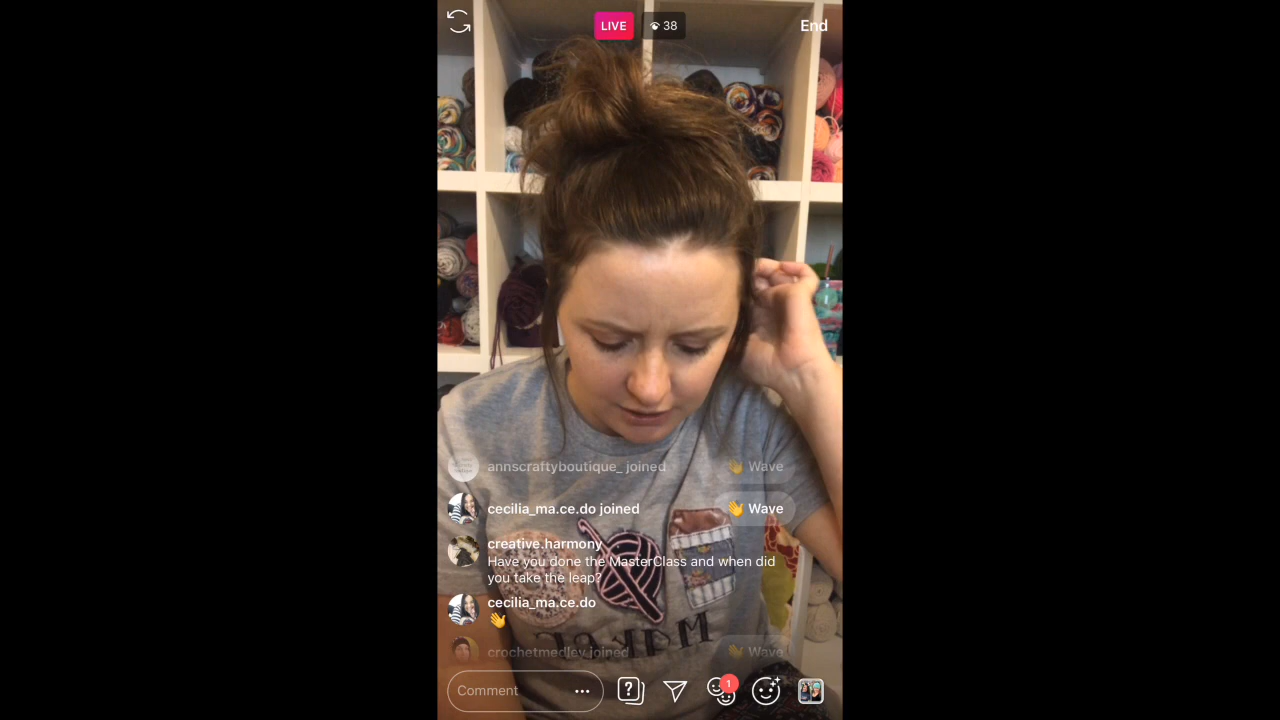 LIVE
38
End
annscraftyboutique_ joined
Wave
cecilia_ma.ce.do joined
Wave
creative.harmony
Have you done the MasterClass and when did
you take the leap?
cecilia_ma.ce.do
crochetmedley joined
Wave
Comment
1